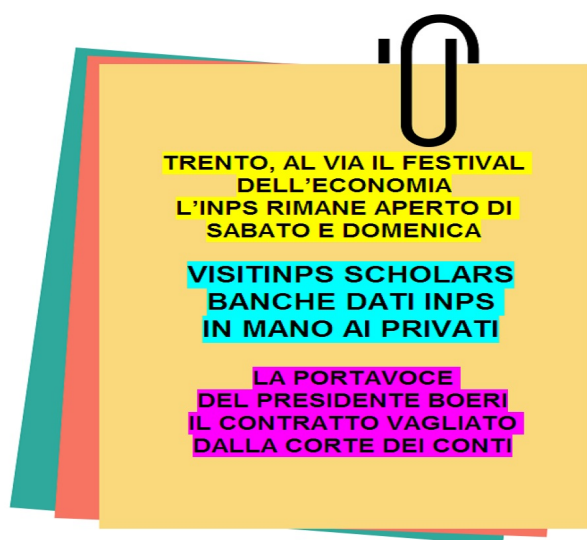 TRENTO, AL VIA IL FESTIVAL
DELL'ECONOMIA
L'INPS RIMANE APERTO DI
SABATO E DOMENICA
VISITINPS SCHOLARS
BANCHE DATI INPS
IN MANO AI PRIVATI
LA PORTAVOCE
DEL PRESIDENTE BOERI
IL CONTRATTO VAGLIATO
DALLA CORTE DEI CONTI